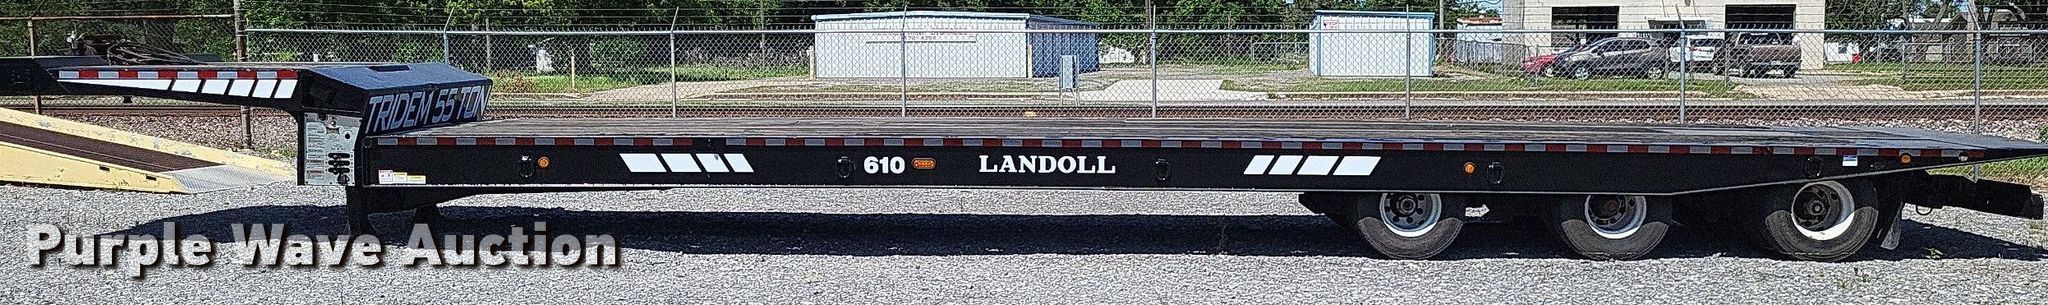 TRIDEM 55 TON
610 LANDOLL
Purple Wave Auction